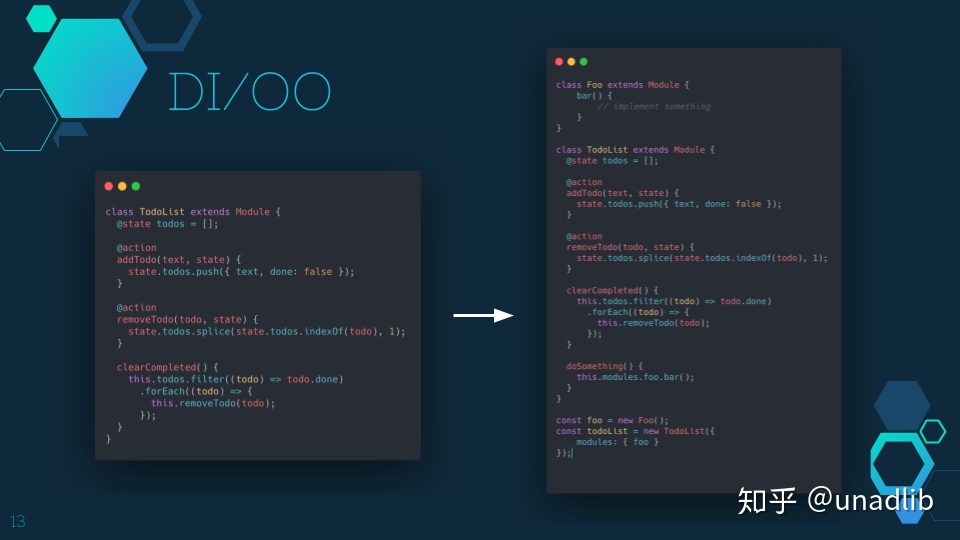 DI/OO
class TodoList extends Module {
@state todos = [];
@action
addTodo(text, state) {
state.todos.push({ text, done: false });
}
@action
removeTodo(todo, state) {
state.todos.splice(state.todos.indexOf(todo), 1);
}
clearCompleted() {
this.todos.filter((todo) => todo.done)
.forEach((todo) => {
this.removeTodo(todo);
});
}
}
class Foo extends Module {
bar() {
// implement something
}
}
class TodoList extends Module {
@state todos = [];
@action
addTodo(text, state) {
state.todos.push({ text, done: false });
}
@action
removeTodo(todo, state) {
state.todos.splice(state.todos.indexOf(todo), 1);
}
clearCompleted() {
this.todos.filter((todo) => todo.done)
.forEach((todo) => {
this.removeTodo(todo);
});
}
doSomething() {
this.modules.foo.bar();
}
}
const foo = new Foo();
const todoList = new TodoList({
modules: { foo }
});
13
知乎 @unadlib